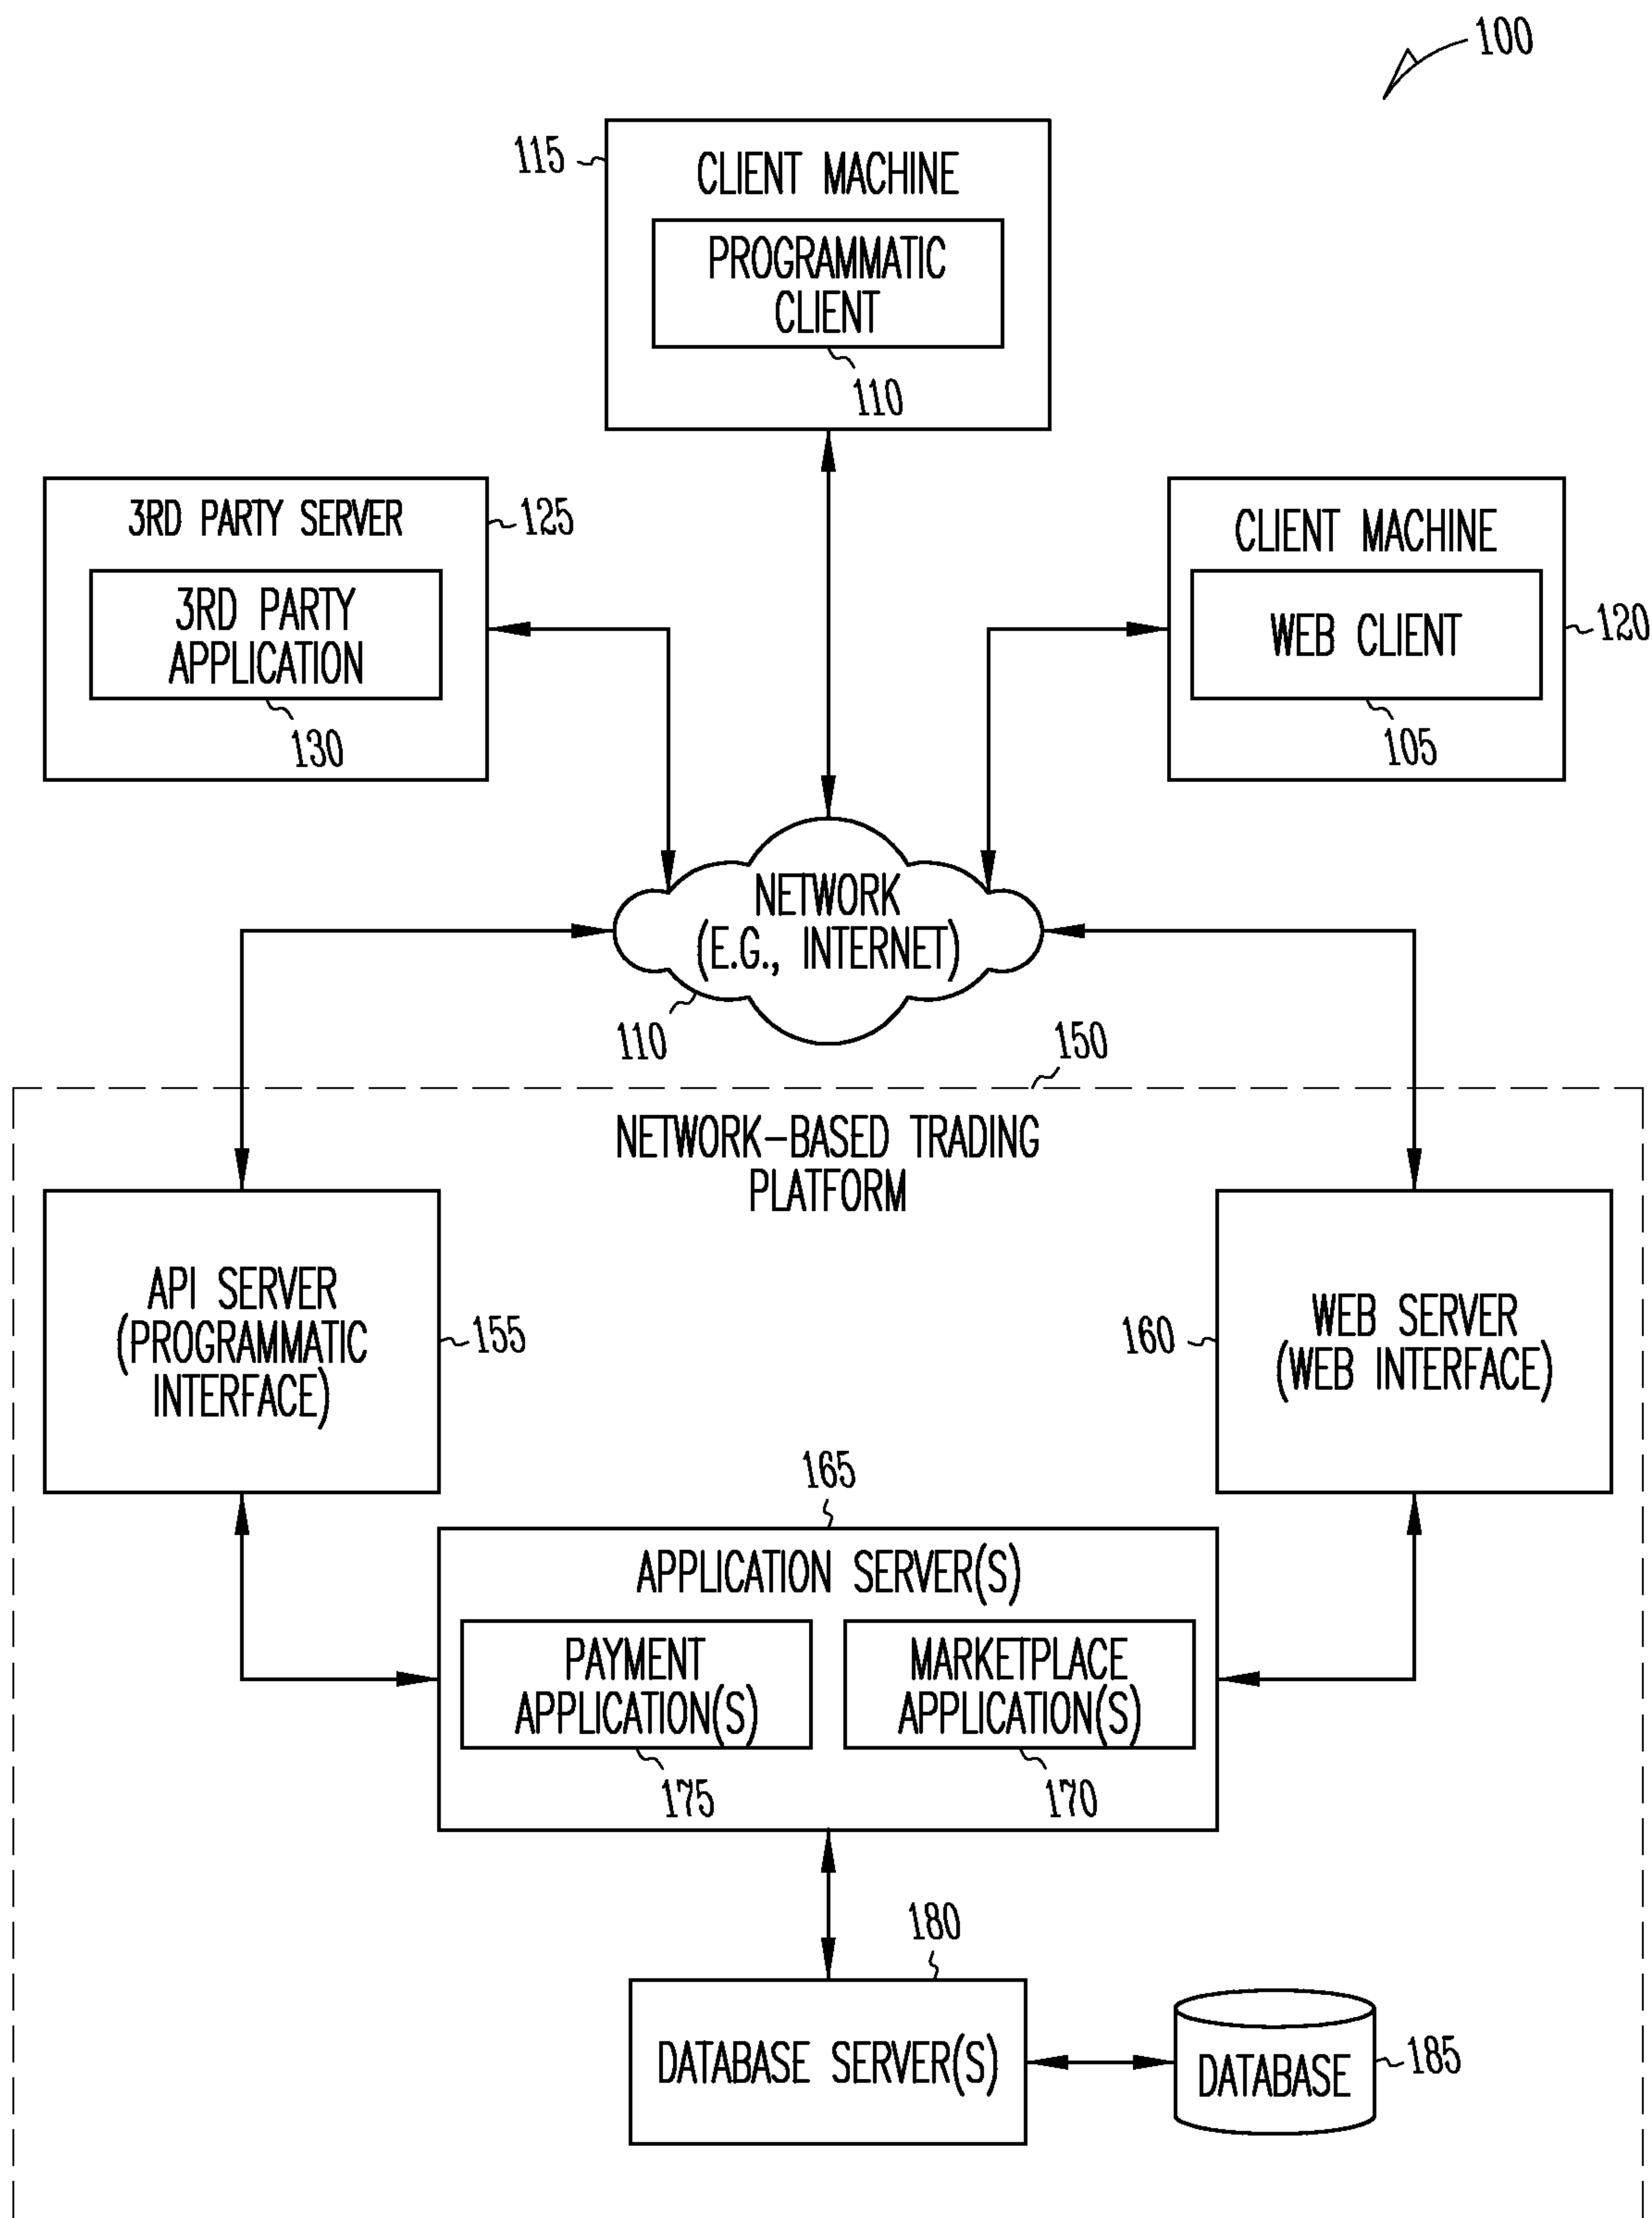 100
115
CLIENT MACHINE
PROGRAMMATIC
CLIENT
110
3RD PARTY SERVER
125
3RD PARTY
APPLICATION
130
CLIENT MACHINE
WEB CLIENT
120
105
NETWORK
(E.G., INTERNET)
110
150
NETWORK-BASED TRADING
PLATFORM
API SERVER
(PROGRAMMATIC
INTERFACE)
155
160
WEB SERVER
(WEB INTERFACE)
165
APPLICATION SERVER(S)
PAYMENT
APPLICATION(S)
175
MARKETPLACE
APPLICATION(S)
170
180
DATABASE SERVER(S)
DATABASE
185